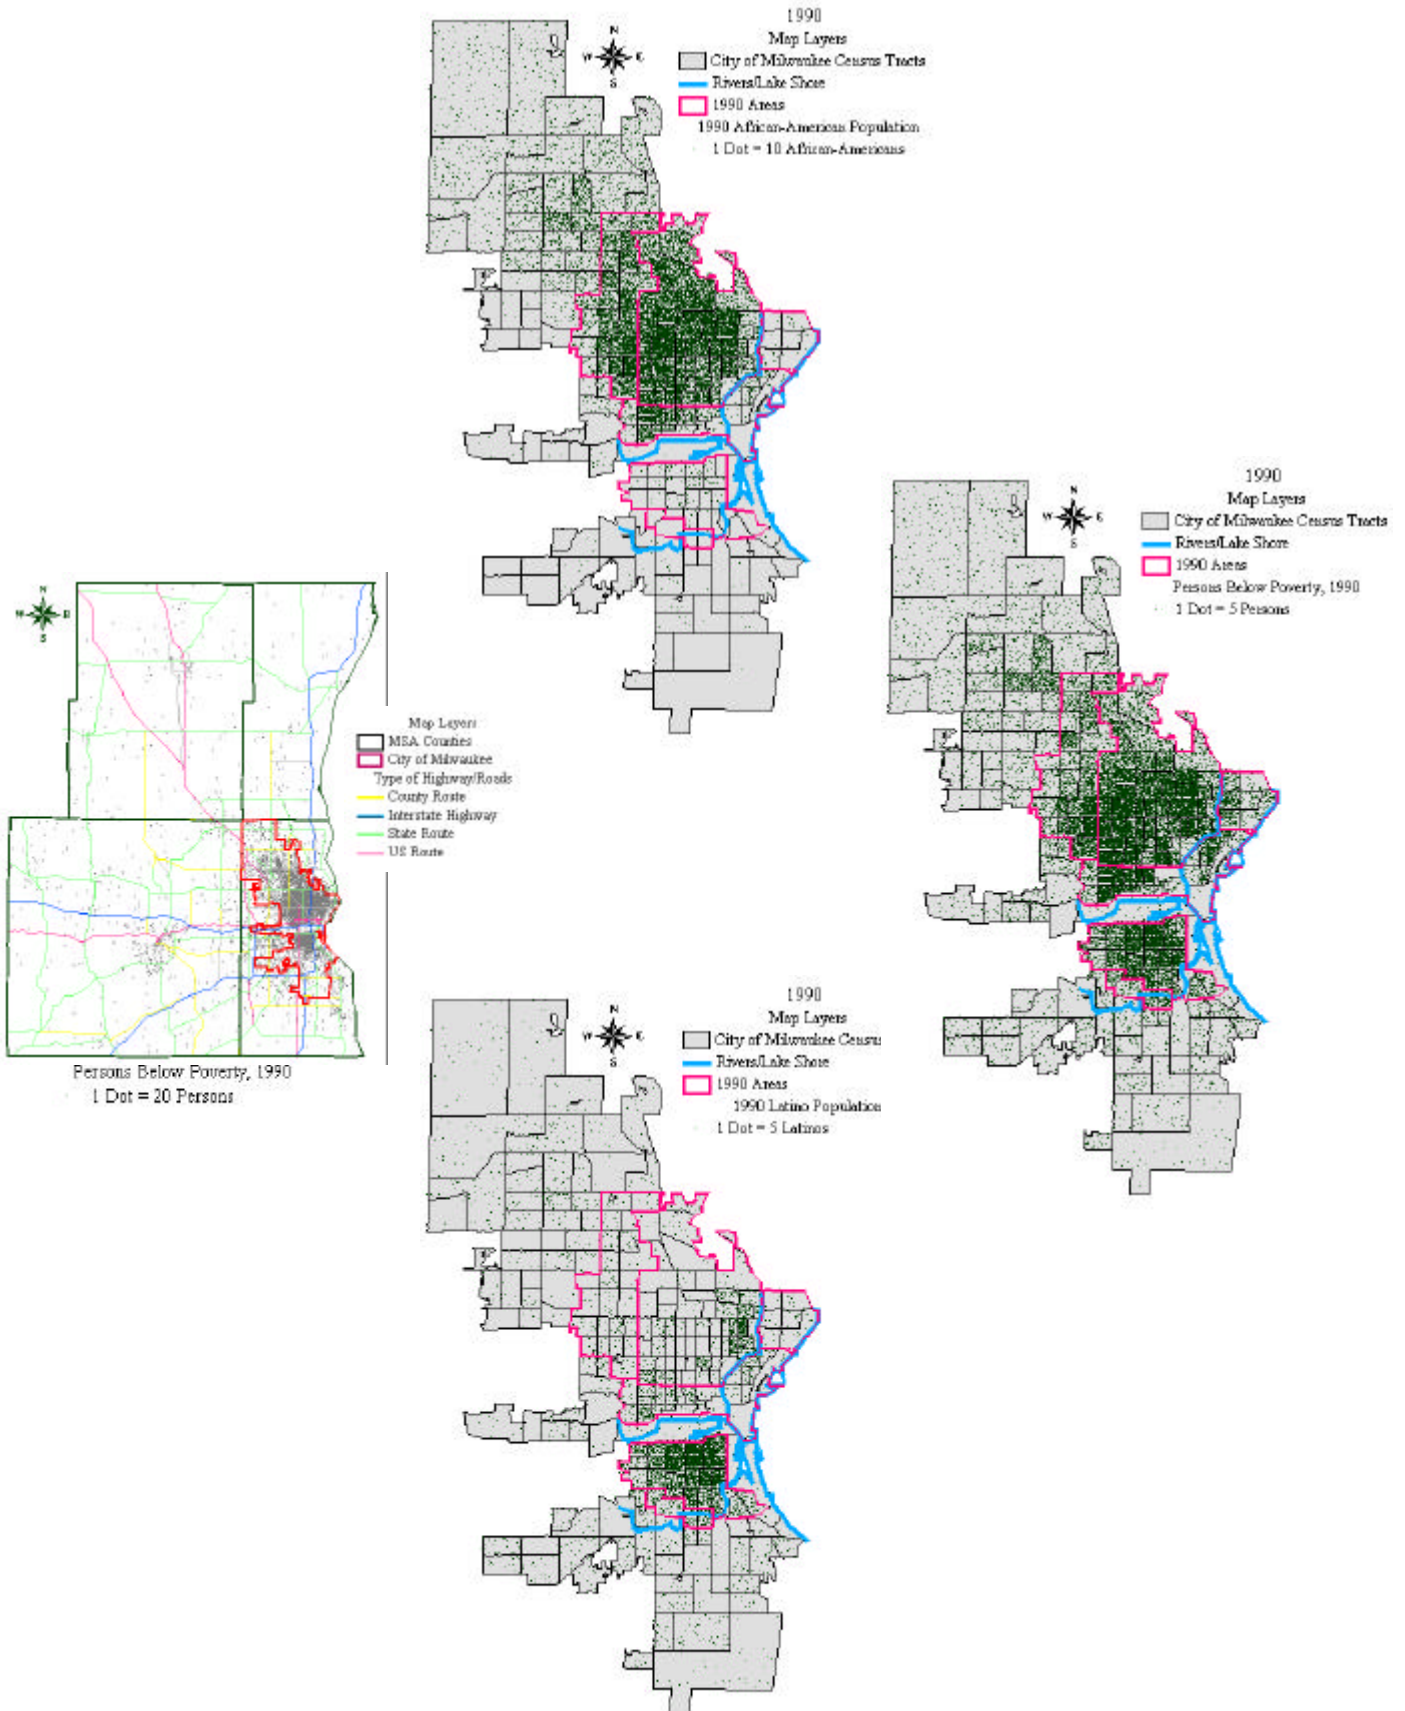 1990
Map Layers
City of Milwaukee Census Tracts
Rivers/Lake Shore
1990 Areas
1990 African-American Population
1 Dot = 10 African-Americans
N
W E
S
1990
Map Layers
City of Milwaukee Census Tracts
Rivers/Lake Shore
1990 Areas
Persons Below Poverty, 1990
1 Dot = 5 Persons
N
W E
S
N
W E
S
Map Layers
MSA Counties
City of Milwaukee
Type of Highway/Roads
County Route
Interstate Highway
State Route
US Route
Persons Below Poverty, 1990
1 Dot = 20 Persons
1990
Map Layers
City of Milwaukee Census
Rivers/Lake Shore
1990 Areas
1990 Latino Population
1 Dot = 5 Latinos
N
W E
S